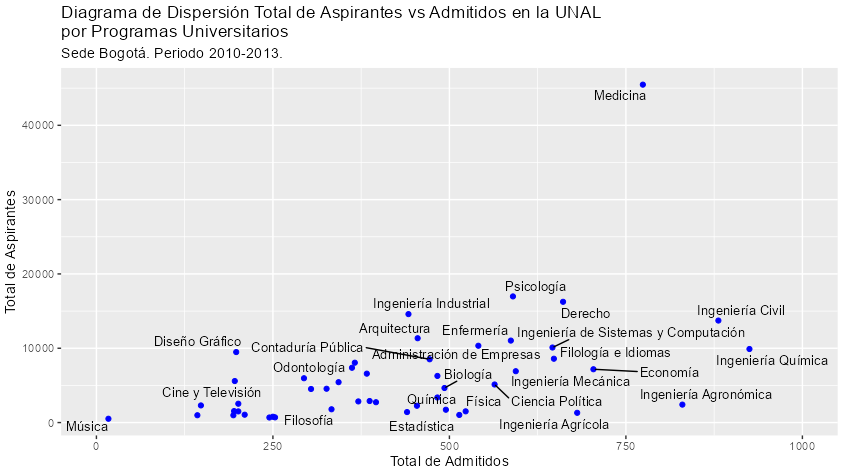 Diagrama de Dispersión Total de Aspirantes vs Admitidos en la UNAL
por Programas Universitarios
Sede Bogotá. Periodo 2010-2013.
Total de Aspirantes
40000
30000
20000
10000
0
Medicina
Psicología
Derecho
Ingeniería Industrial
Ingeniería Civil
Arquitectura
Enfermería
Ingeniería de Sistemas y Computación
Diseño Gráfico
Contaduría Pública
Administración de Empresas
Filología e Idiomas
Ingeniería Química
Odontología
Biología
Economía
Ingeniería Mecánica
Cine y Televisión
Ingeniería Agronómica
Química
Física
Ciencia Política
Música
Filosofía
Estadística
Ingeniería Agrícola
0
250
500
750
1000
Total de Admitidos